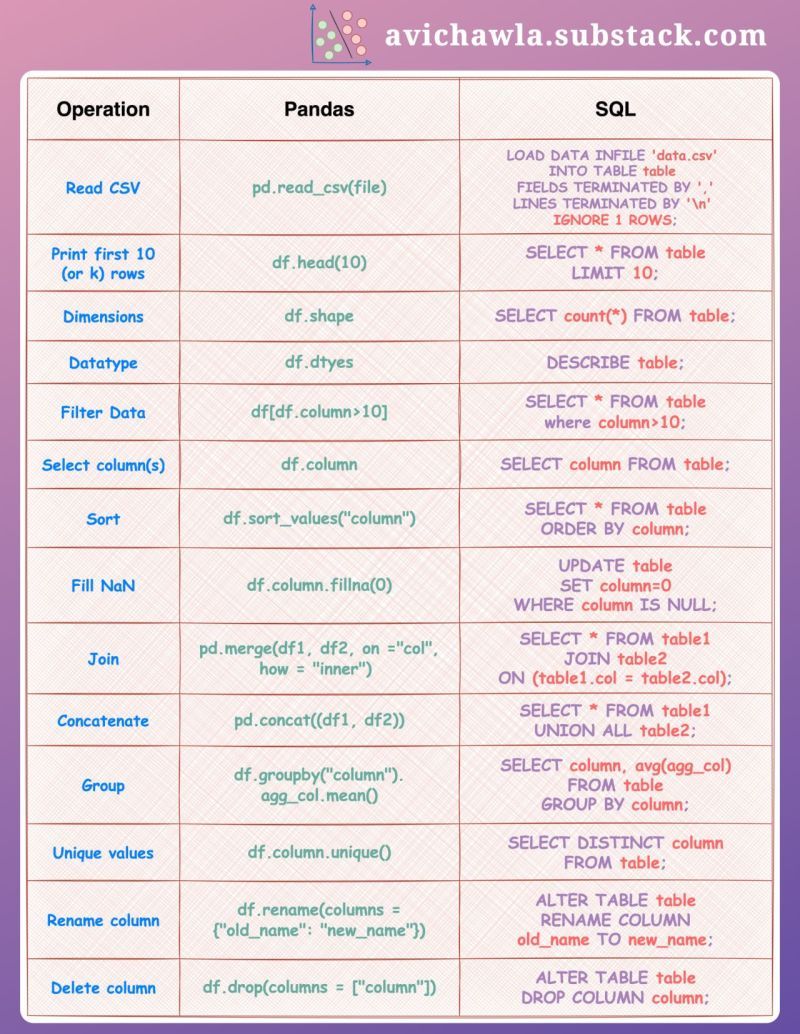 avichawla.substack.com
Operation Pandas SQL
Read CSV
pd.read_csv(file)
LOAD DATA INFILE 'data.csv'
INTO TABLE table
FIELDS TERMINATED BY ','
LINES TERMINATED BY '\n'
IGNORE 1 ROWS;
Print first 10
(or k) rows
df.head(10)
SELECT * FROM table
LIMIT 10;
Dimensions
df.shape
SELECT count(*) FROM table;
Datatype
df.dtyes
DESCRIBE table;
Filter Data
df[df.column>10]
SELECT * FROM table
where column>10;
Select column(s)
df.column
SELECT column FROM table;
Sort
df.sort_values("column")
SELECT * FROM table
ORDER BY column;
Fill NaN
df.column.fillna(0)
UPDATE table
SET column=0
WHERE column IS NULL;
Join
pd.merge(df1, df2, on ="col",
how = "inner")
SELECT * FROM table1
JOIN table2
ON (table1.col = table2.col);
Concatenate
pd.concat((df1, df2))
SELECT * FROM table1
UNION ALL table2;
Group
df.groupby("column").
agg_col.mean()
SELECT column, avg(agg_col)
FROM table
GROUP BY column;
Unique values
df.column.unique()
SELECT DISTINCT column
FROM table;
Rename column
df.rename(columns =
{"old_name": "new_name"})
ALTER TABLE table
RENAME COLUMN
old_name TO new_name;
Delete column
df.drop(columns = ["column"])
ALTER TABLE table
DROP COLUMN column;